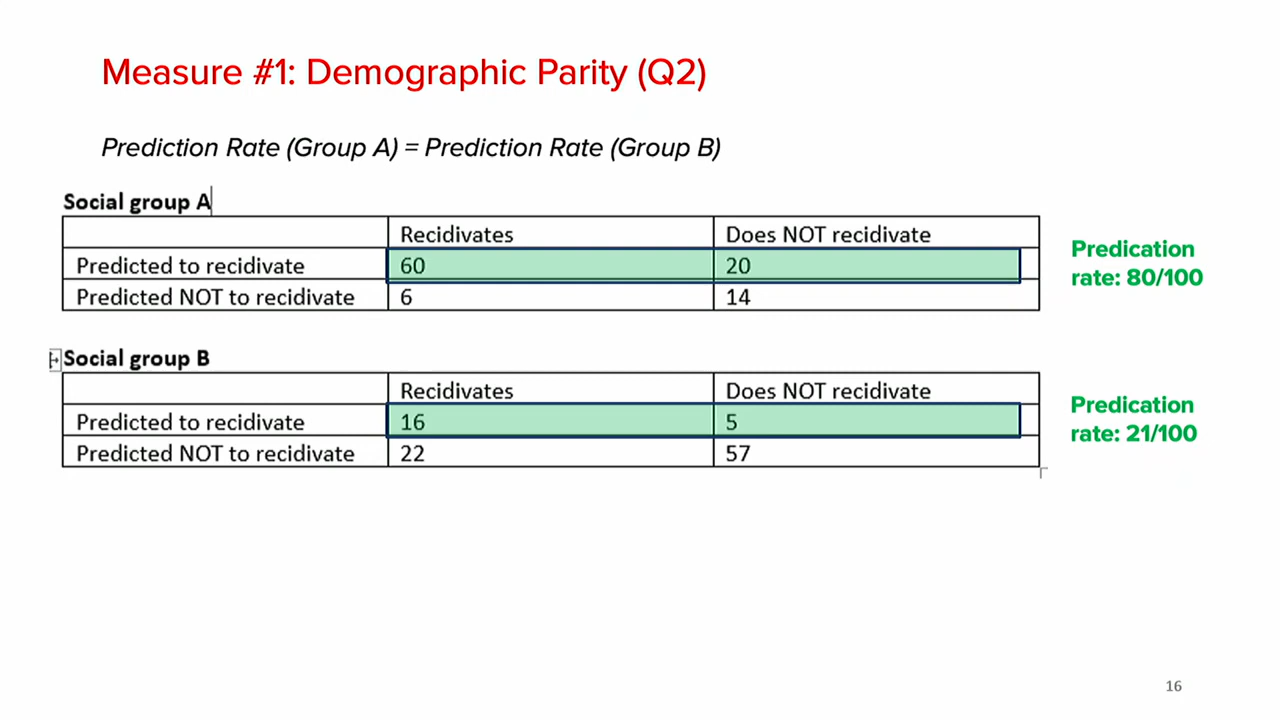 Measure #1: Demographic Parity (Q2)
Prediction Rate (Group A) = Prediction Rate (Group B)
Social group A
Recidivates Does NOT recidivate
Predicted to recidivate 60 20
Predicted NOT to recidivate 6 14
Predication
rate: 80/100
Social group B
Recidivates Does NOT recidivate
Predicted to recidivate 16 5
Predicted NOT to recidivate 22 57
Predication
rate: 21/100
16